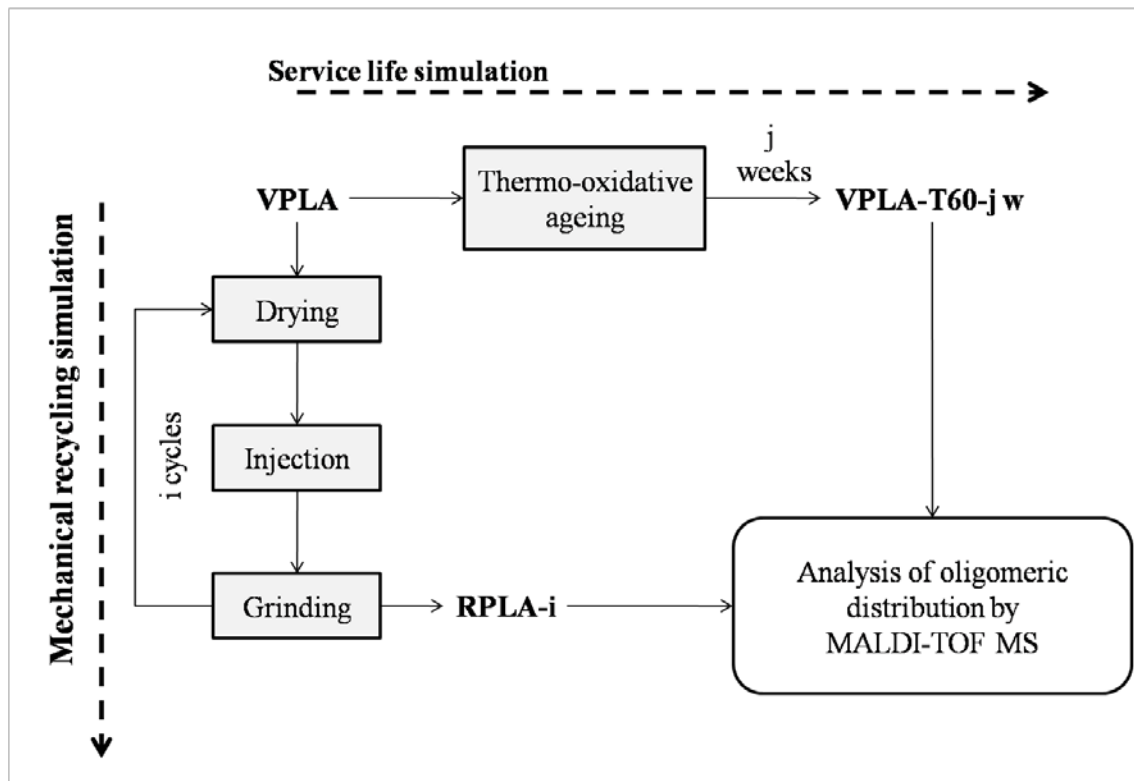 Service life simulation
j
weeks
Thermo-oxidative
ageing
VPLA
VPLA-T60-j w
Mechanical recycling simulation
Drying
i cycles
Injection
Grinding
RPLA-i
Analysis of oligomeric
distribution by
MALDI-TOF MS